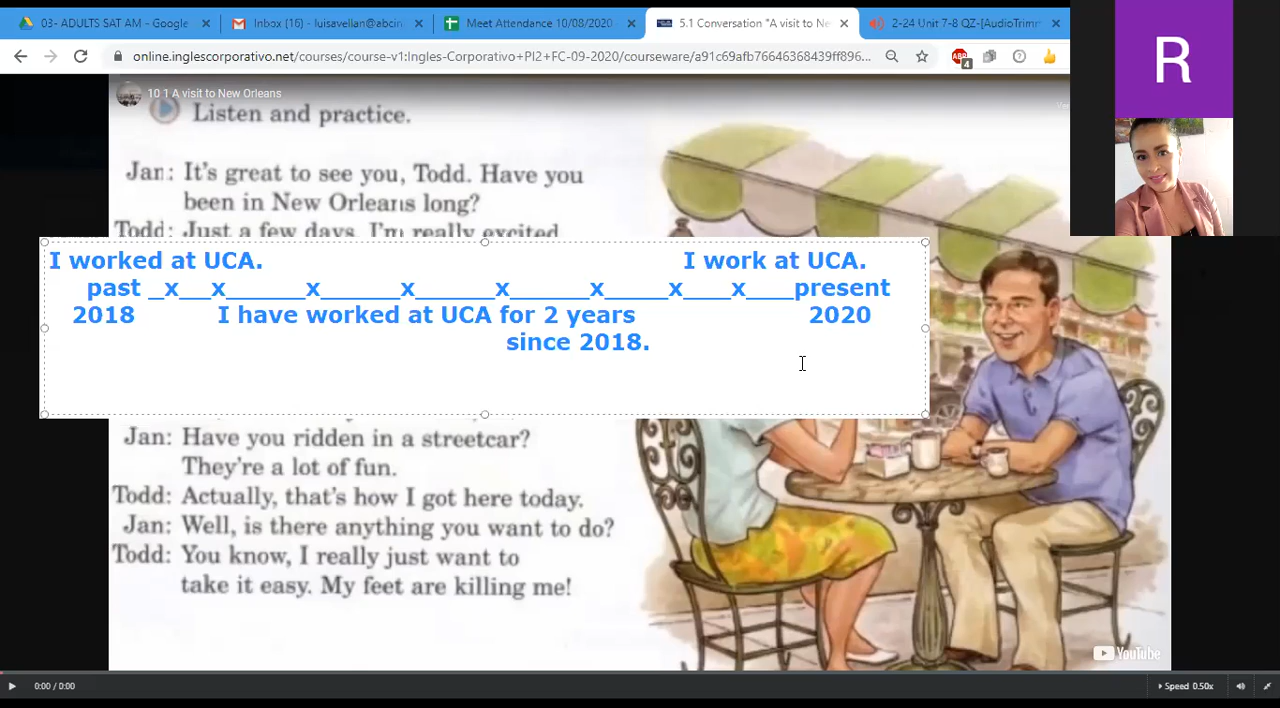 03- ADULTS SAT AM - Google
Inbox (16) - luisavellan@abcin
Meet Attendance 10/08/2020
5.1 Conversation "A visit to Ne
2-24 Unit 7-8 QZ-[AudioTrimm
online.inglescorporativo.net/courses/course-v1:Ingles-Corporativo+PI2+FC-09-2020/courseware/a91c69afb76646368439ff896...
ABP
4
R
10 1 A visit to New Orleans
Listen and practice.
Jan: It's great to see you, Todd. Have you
been in New Orleans long?
Todd: Just a few days. I'm really excited
I worked at UCA. I work at UCA.
past _x__x______x______x______x______x_____x____x____present
2018 I have worked at UCA for 2 years 2020
since 2018.
Jan: Have you ridden in a streetcar?
They're a lot of fun.
Todd: Actually, that's how I got here today.
Jan: Well, is there anything you want to do?
Todd: You know, I really just want to
take it easy. My feet are killing me!
YouTube
0:00 / 0:00
Speed 0.50x